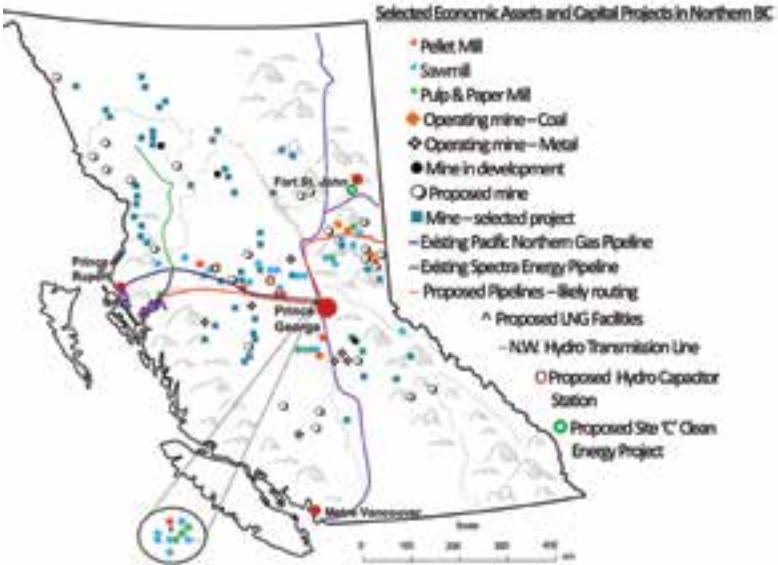 Selected Economic Assets and Capital Projects in Northern BC
Pellet Mill
Sawmill
Pulp & Paper Mill
Operating mine – Coal
Operating mine – Metal
Mine in development
Proposed mine
Mine – selected project
Existing Pacific Northern Gas Pipeline
Existing Spectra Energy Pipeline
Proposed Pipelines – likely routing
Proposed LNG Facilities
N.W. Hydro Transmission Line
Proposed Hydro Capacitor
Station
Proposed Site 'C' Clean
Energy Project
Fort St. John
Prince
Rupert
Prince
George
Metro Vancouver
Scale
0
100
200
300
400
km